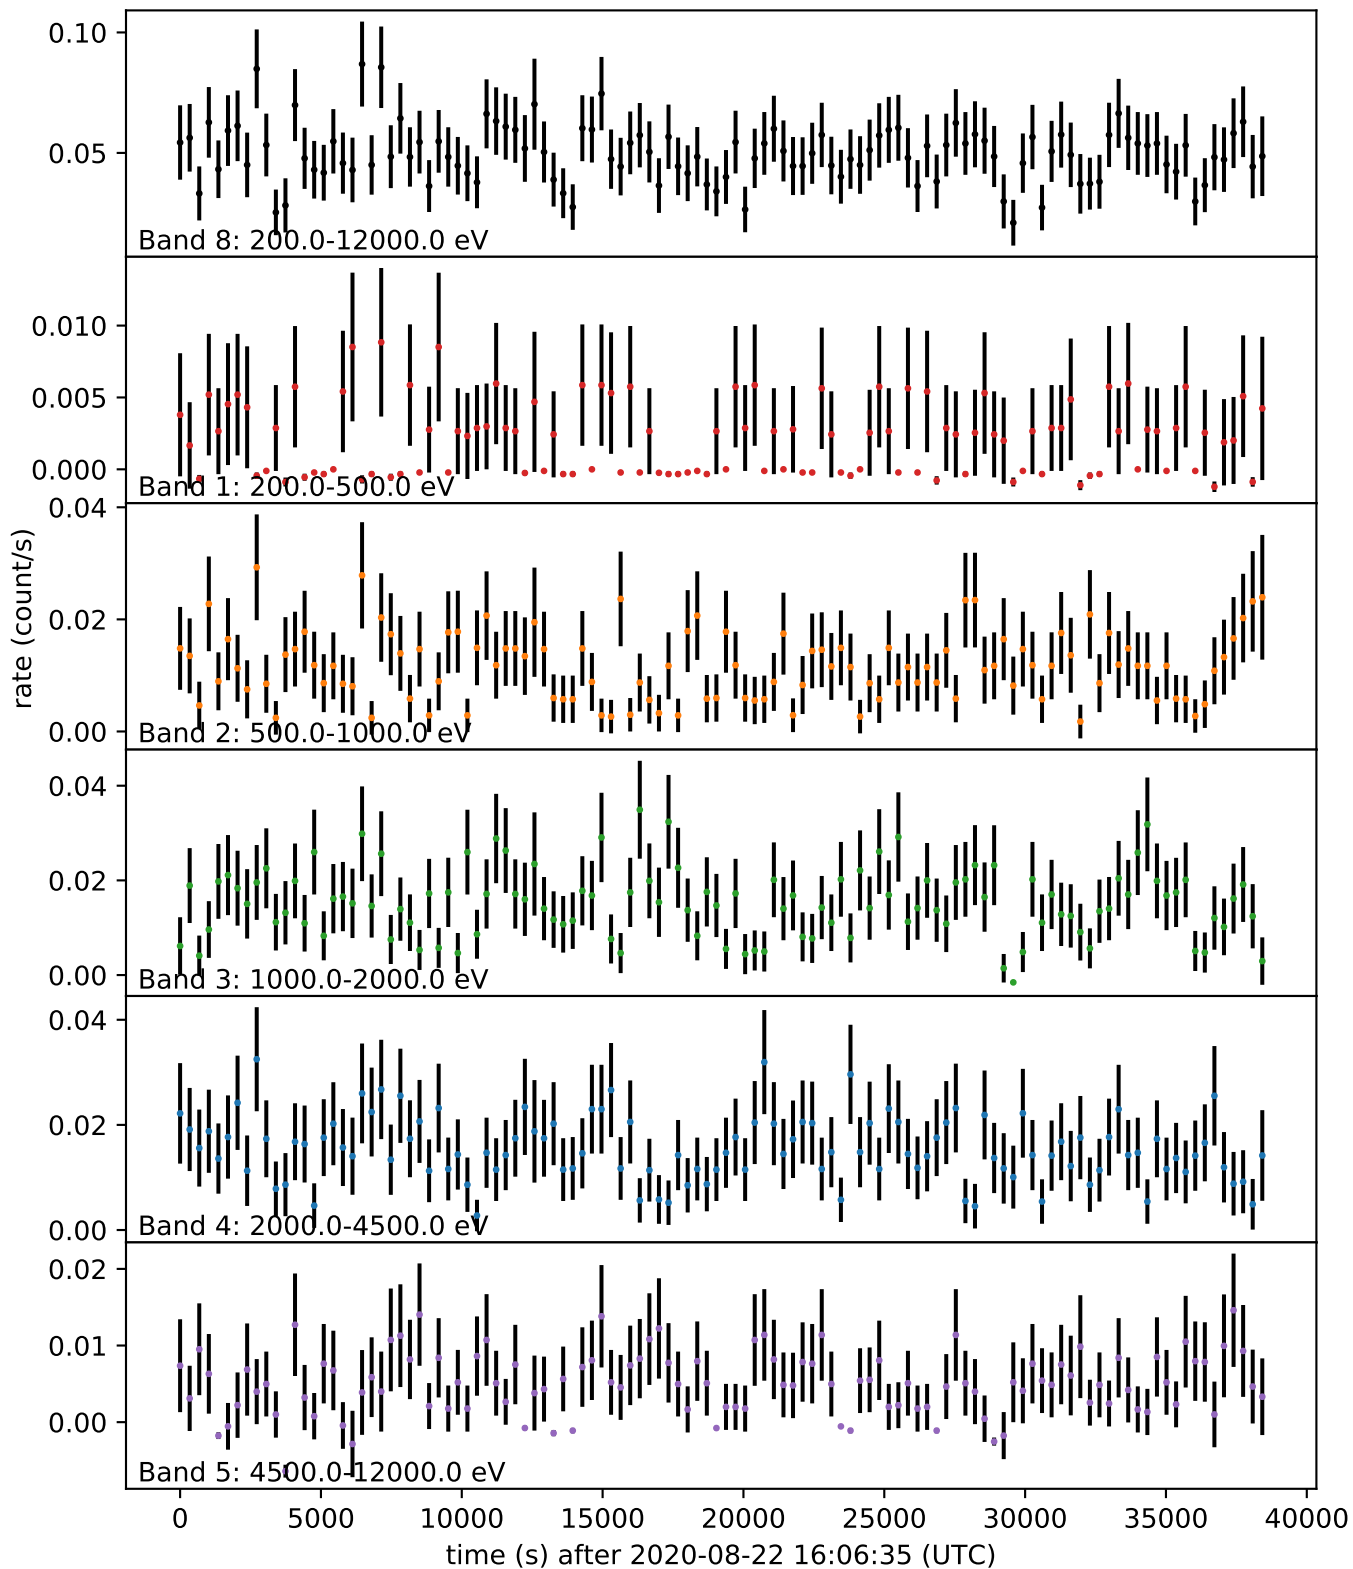 0.10
0.05
Band 8: 200.0-12000.0 eV
0.010
0.005
0.000
Band 1: 200.0-500.0 eV
0.04
0.02
0.00
Band 2: 500.0-1000.0 eV
rate (count/s)
0.04
0.02
0.00
Band 3: 1000.0-2000.0 eV
0.04
0.02
0.00
Band 4: 2000.0-4500.0 eV
0.02
0.01
0.00
Band 5: 4500.0-12000.0 eV
0 5000 10000 15000 20000 25000 30000 35000 40000
time (s) after 2020-08-22 16:06:35 (UTC)